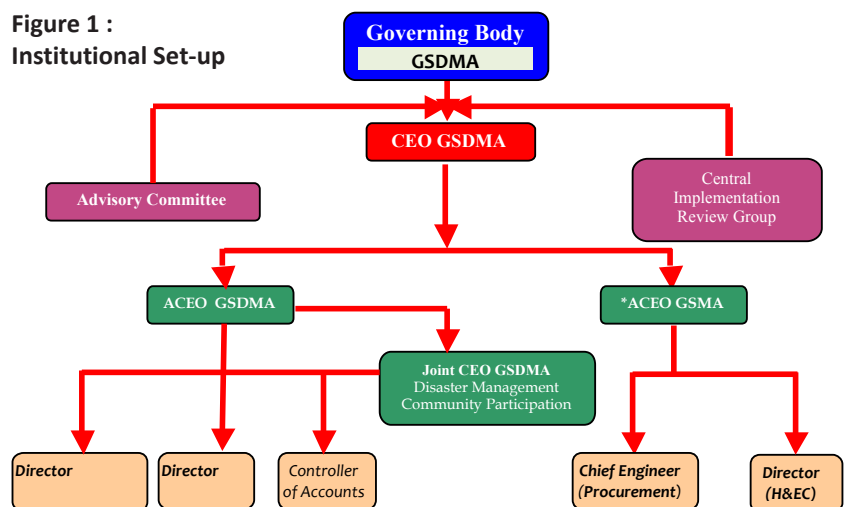 Figure 1 :
Institutional Set-up
Governing Body
GSDMA
CEO GSDMA
Advisory Committee
Central
Implementation
Review Group
ACEO GSDMA
*ACEO GSMA
Joint CEO GSDMA
Disaster Management
Community Participation
Director
Director
Controller
of Accounts
Chief Engineer
(Procurement)
Director
(H&EC)